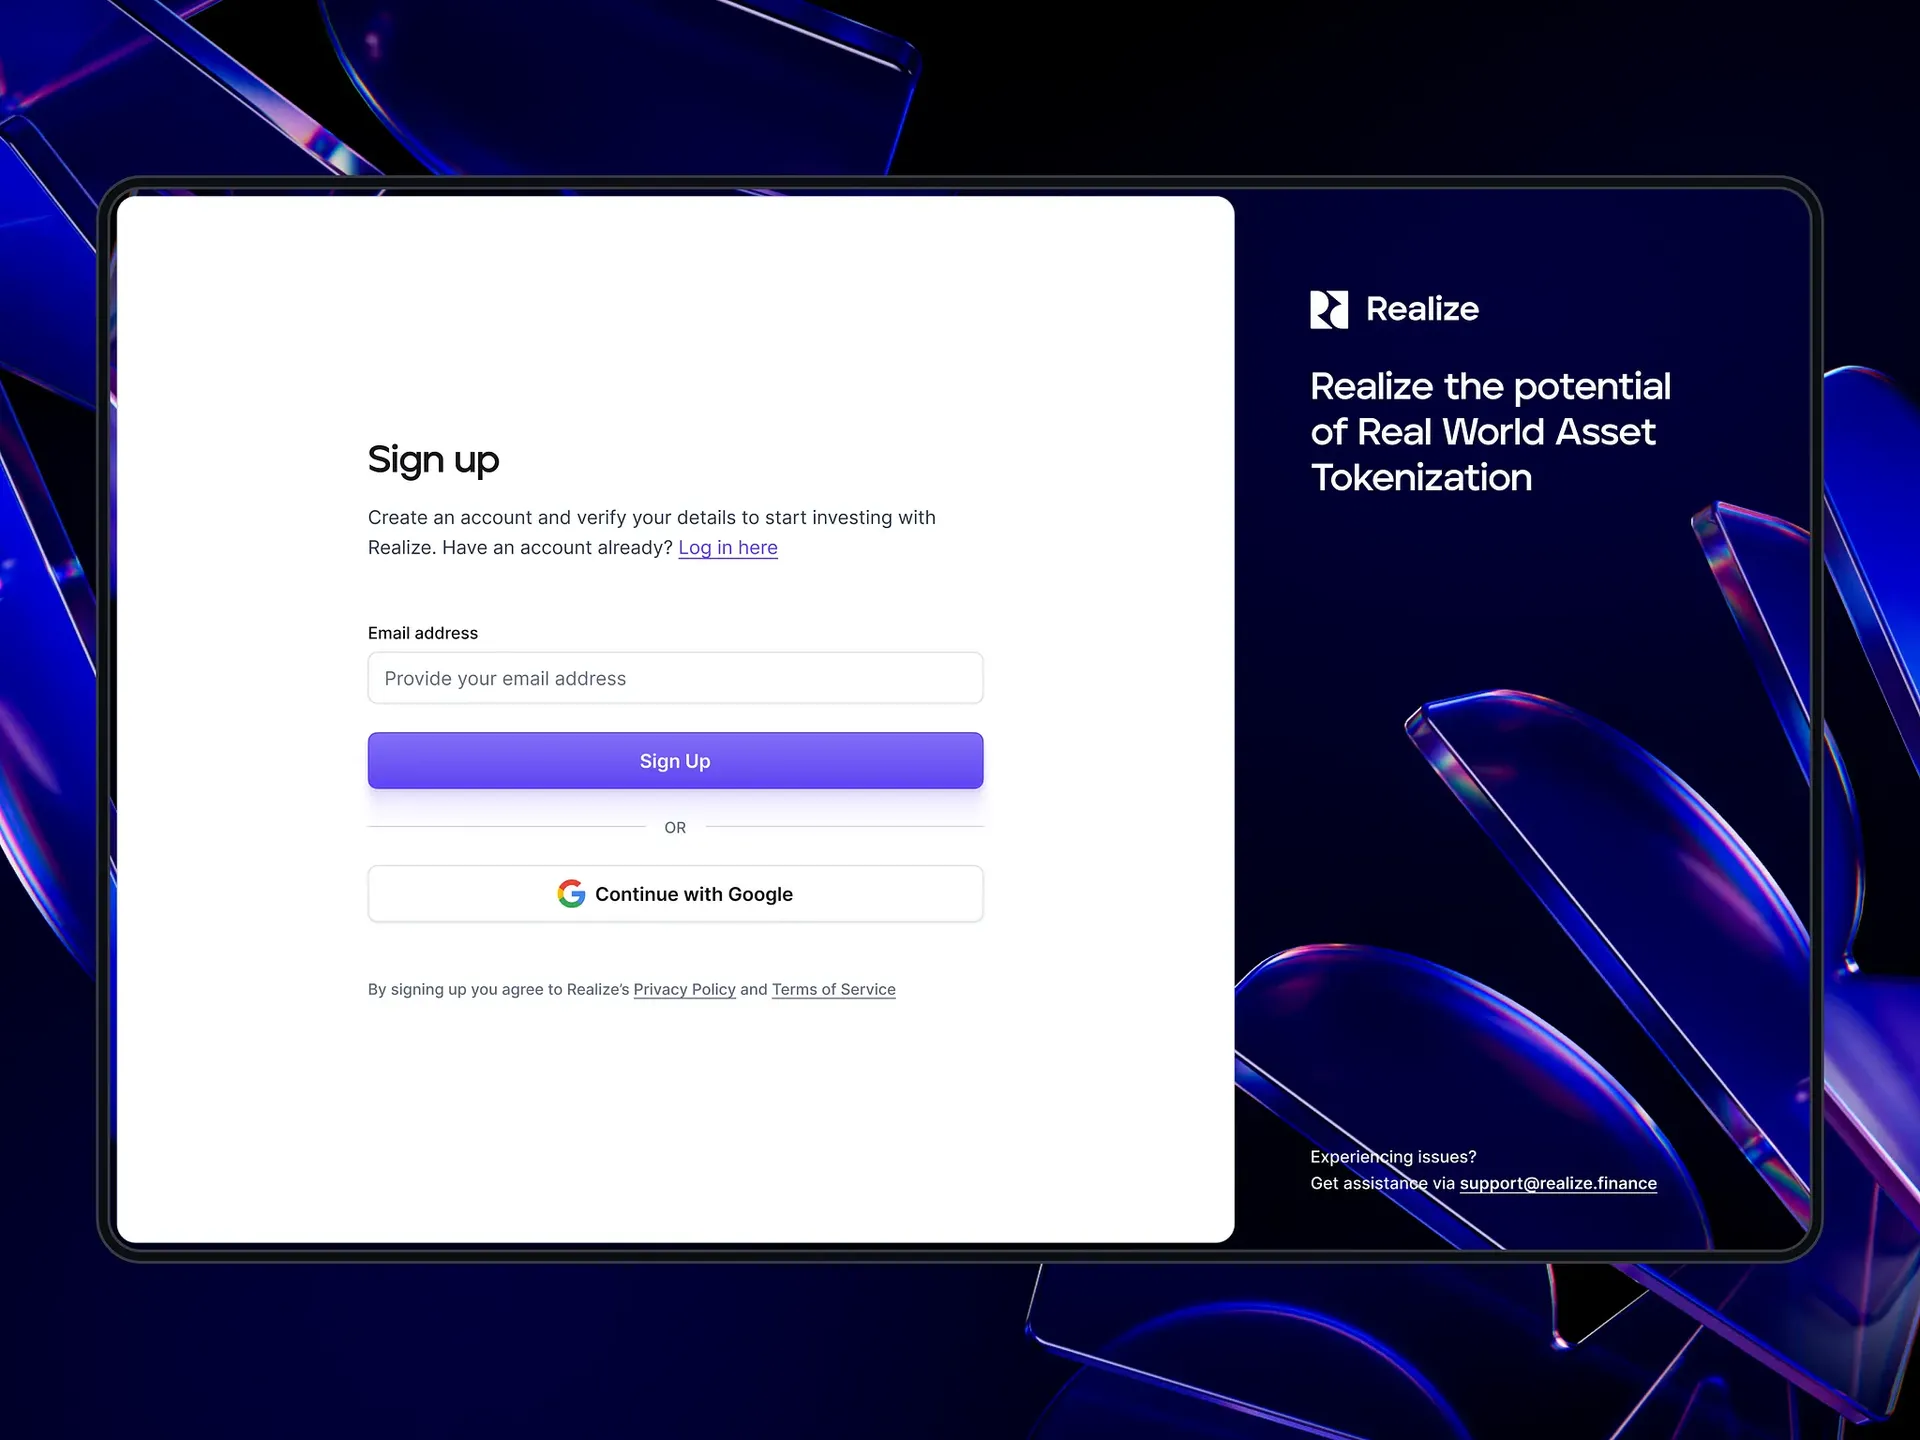 Sign up
Create an account and verify your details to start investing with
Realize. Have an account already? Log in here
Email address
Provide your email address
Sign Up
OR
Continue with Google
By signing up you agree to Realize’s Privacy Policy and Terms of Service
Realize
Realize the potential
of Real World Asset
Tokenization
Experiencing issues?
Get assistance via support@realize.finance